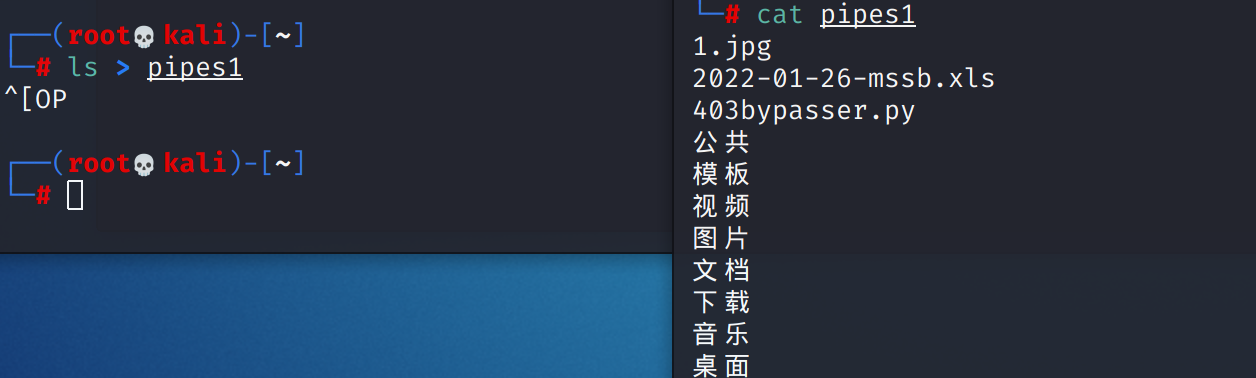 ┌──(root💀kali)-[~]
└─# ls > pipes1
^[OP
┌──(root💀kali)-[~]
└─#
└─# cat pipes1
1.jpg
2022-01-26-mssb.xls
403bypasser.py
公共
模板
视频
图片
文档
下载
音乐
桌面